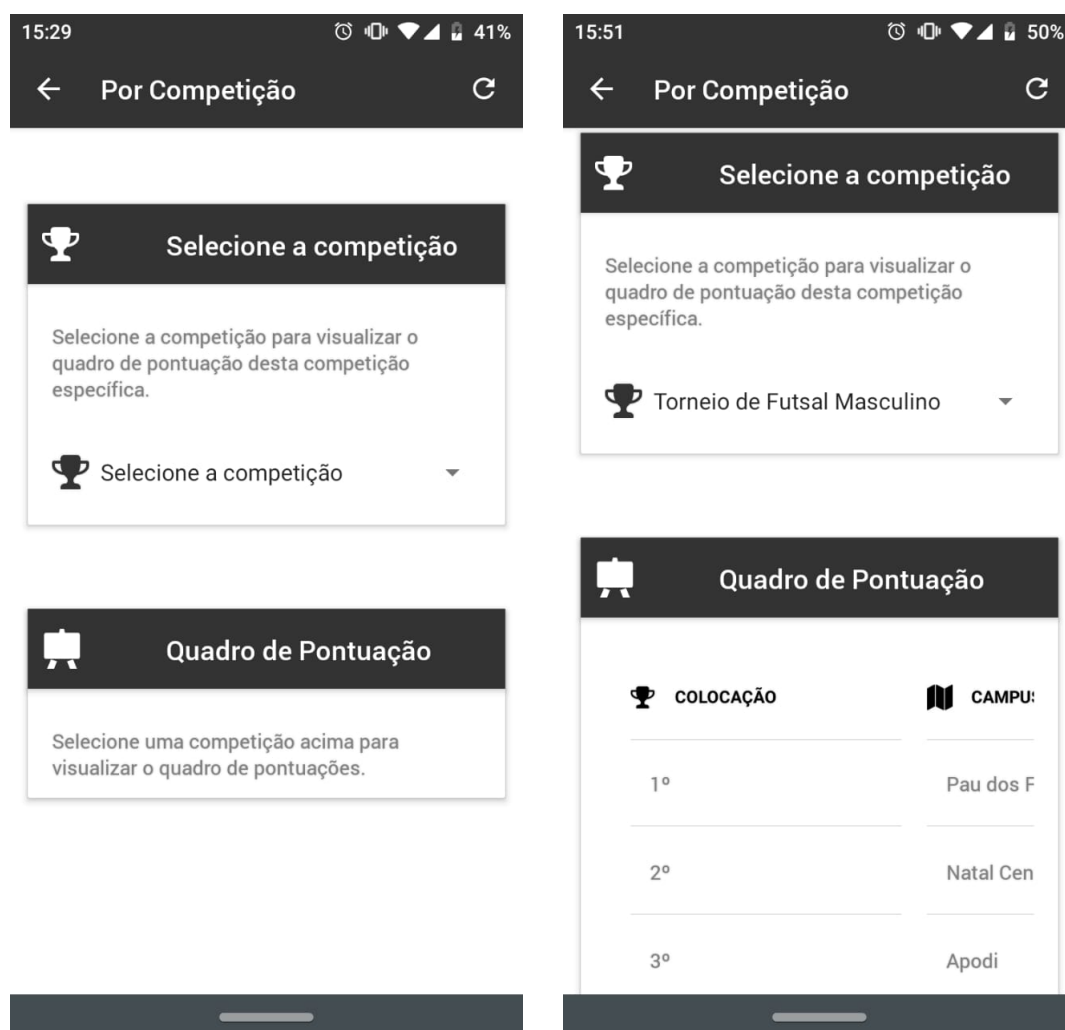 15:29
41%
Por Competição
Selecione a competição
Selecione a competição para visualizar o
quadro de pontuação desta competição
específica.
Selecione a competição
Quadro de Pontuação
Selecione uma competição acima para
visualizar o quadro de pontuações.
15:51
50%
Por Competição
Selecione a competição
Selecione a competição para visualizar o
quadro de pontuação desta competição
específica.
Torneio de Futsal Masculino
Quadro de Pontuação
COLOCAÇÃO
1º Pau dos
2º Natal
3º Apodi